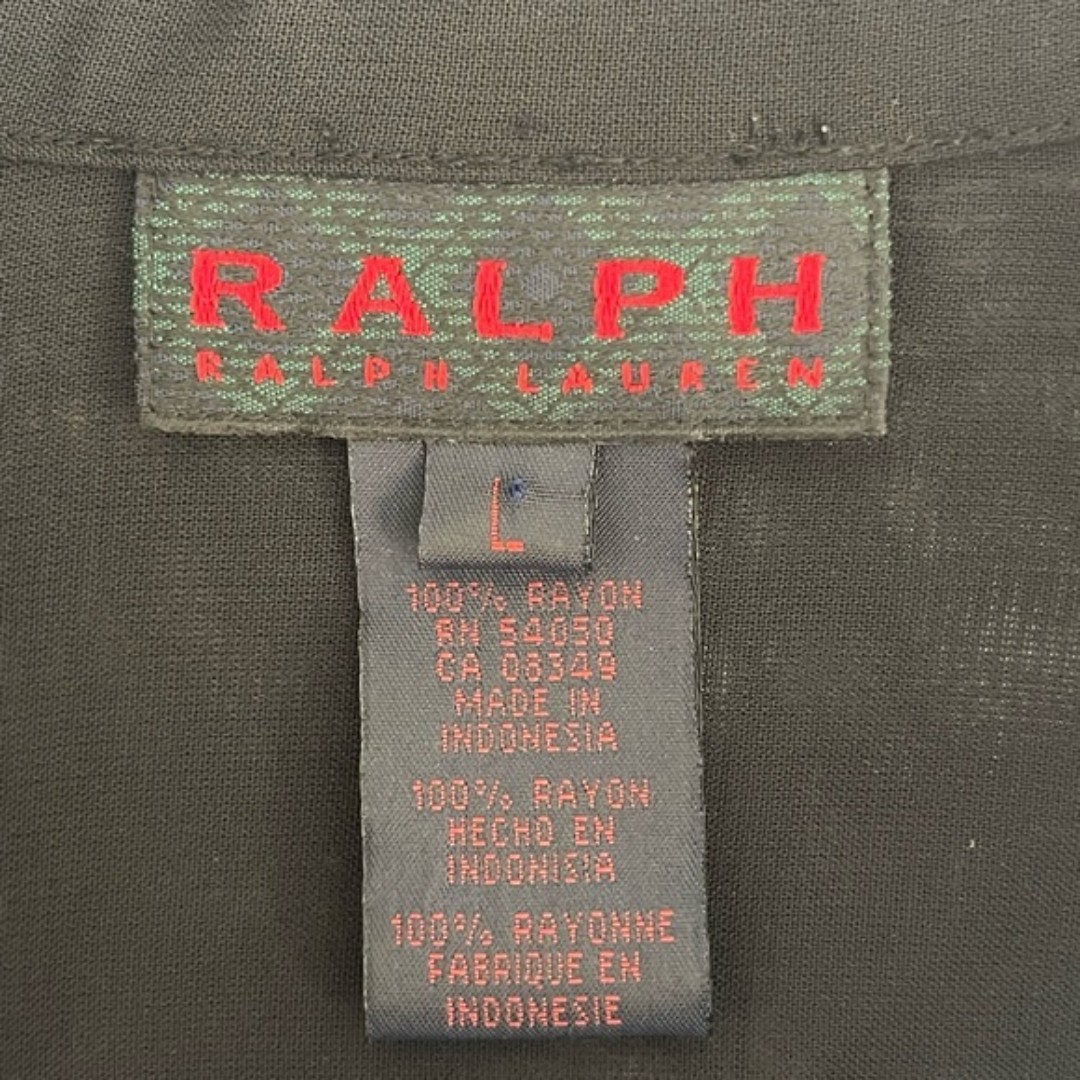 RALPH
RALPH LAUREN
L
100% RAYON
RN 54050
CA 08349
MADE IN
INDONESIA
100% RAYON
HECHO EN
INDONISIA
100% RAYONNE
FABRIQUE EN
INDONESIE